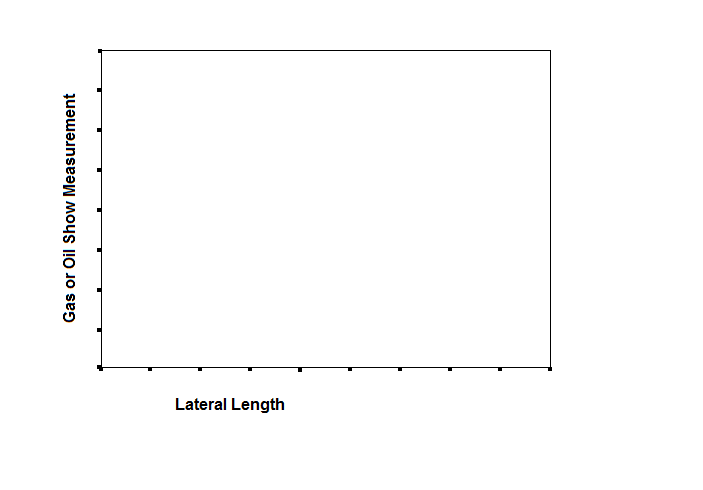 Gas or Oil Show Measurement
Lateral Length